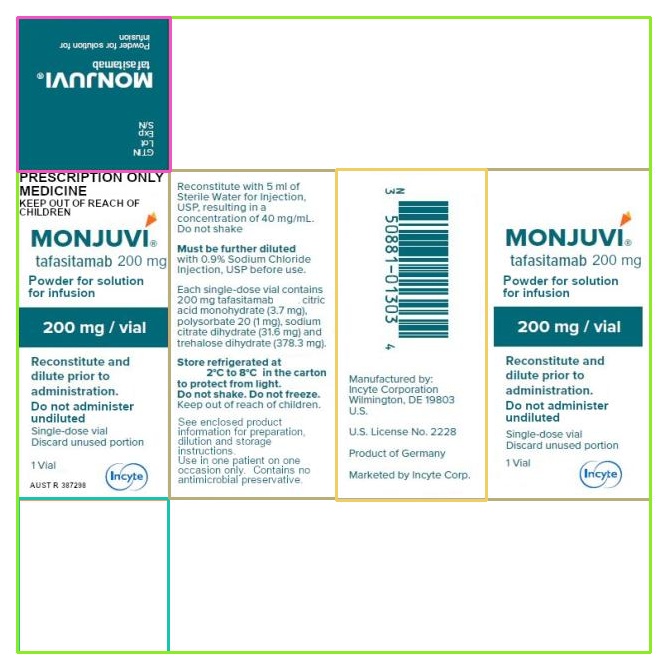 GTIN
Lot
Exp
S/N
MONJUVI®
tafasitamab
Powder for solution for
infusion
PRESCRIPTION ONLY
MEDICINE
KEEP OUT OF REACH OF
CHILDREN
MONJUVI®
tafasitamab 200 mg
Powder for solution
for infusion
200 mg / vial
Reconstitute and
dilute prior to
administration.
Do not administer
undiluted
Single-dose vial
Discard unused portion
1 Vial
Incyte
AUST R 387298
Reconstitute with 5 ml of
Sterile Water for Injection,
USP, resulting in a
concentration of 40 mg/mL.
Do not shake
Must be further diluted
with 0.9% Sodium Chloride
Injection, USP before use.
Each single-dose vial contains
200 mg tafasitamab citric
acid monohydrate (3.7 mg),
polysorbate 20 (1 mg), sodium
citrate dihydrate (31.6 mg) and
trehalose dihydrate (378.3 mg).
Store refrigerated at
2°C to 8°C in the carton
to protect from light.
Do not shake. Do not freeze.
Keep out of reach of children.
See enclosed product
information for preparation,
dilution and storage
instructions.
Use in one patient on one
occasion only. Contains no
antimicrobial preservative.
N
3 50881-01303 4
Manufactured by:
Incyte Corporation
Wilmington, DE 19803
U.S.
U.S. License No. 2228
Product of Germany
Marketed by Incyte Corp.
MONJUVI®
tafasitamab 200 mg
Powder for solution
for infusion
200 mg / vial
Reconstitute and
dilute prior to
administration.
Do not administer
undiluted
Single-dose vial
Discard unused portion
1 Vial
Incyte